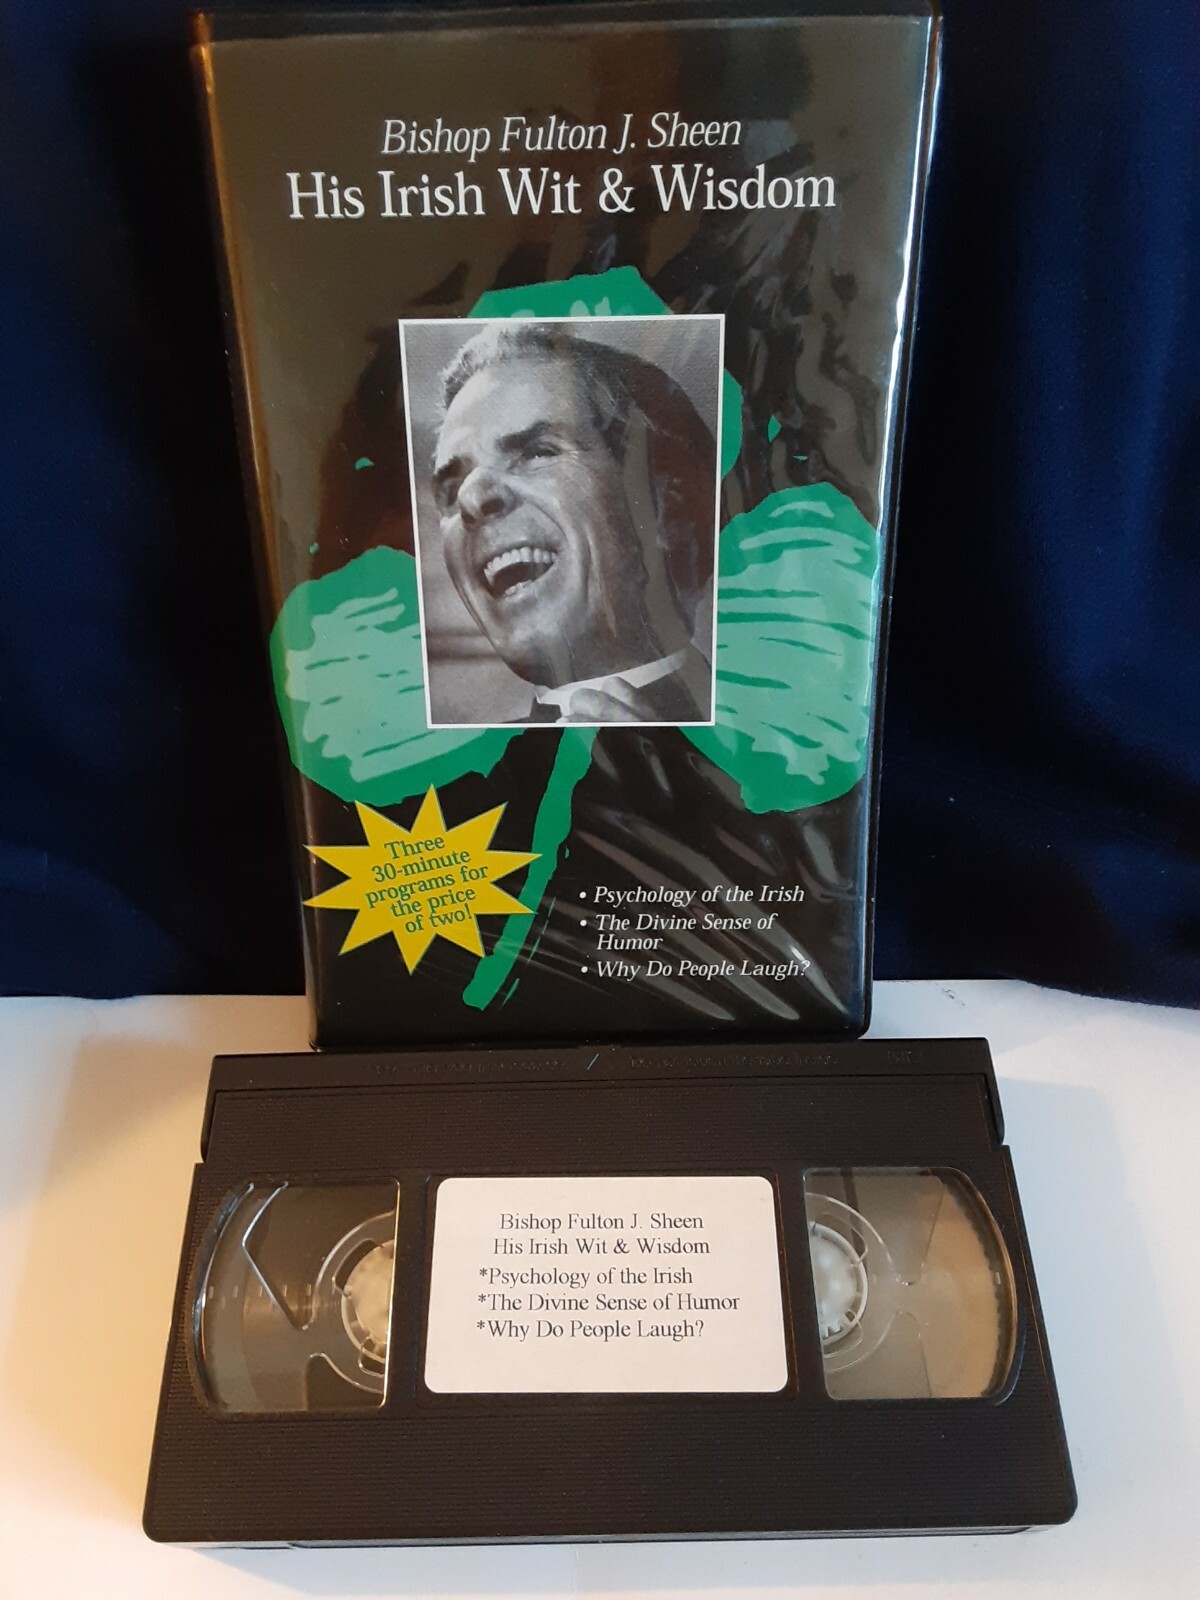 Bishop Fulton J. Sheen
His Irish Wit & Wisdom
Three
30-minute
programs for
the price
of two!
• Psychology of the Irish
• The Divine Sense of
Humor
• Why Do People Laugh?
Bishop Fulton J. Sheen
His Irish Wit & Wisdom
*Psychology of the Irish
*The Divine Sense of Humor
*Why Do People Laugh?